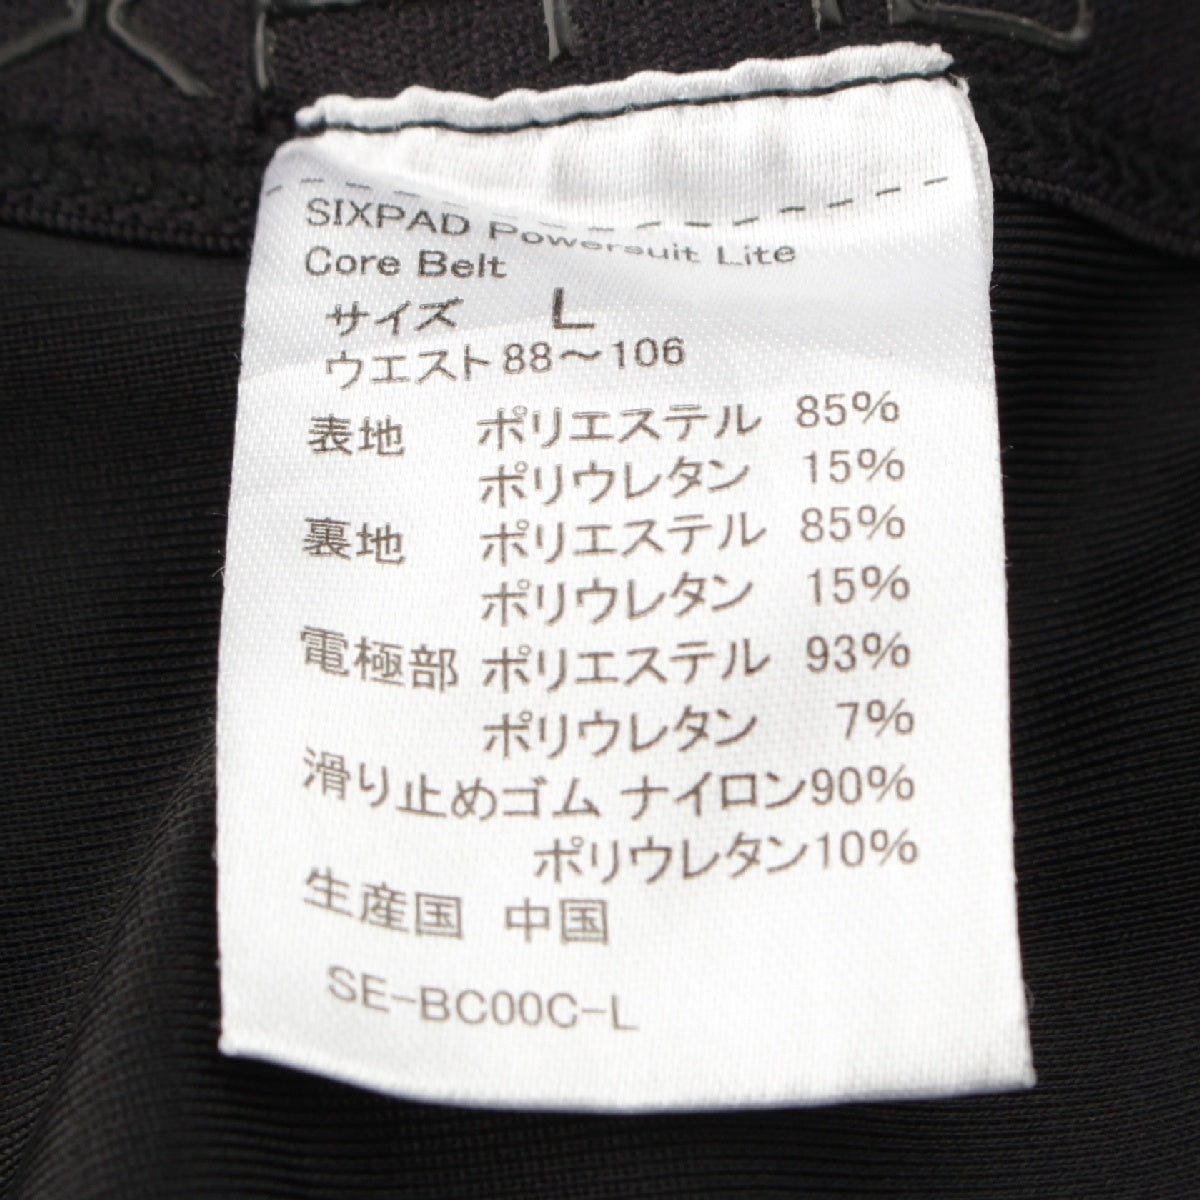 SIXPAD Powersuit Lite
Core Belt
サイズ L
ウエスト 88～106
表地 ポリエステル 85%
ポリウレタン 15%
裏地 ポリエステル 85%
ポリウレタン 15%
電極部 ポリエステル 93%
ポリウレタン 7%
滑り止めゴム ナイロン90%
ポリウレタン10%
生産国 中国
SE-BC00C-L